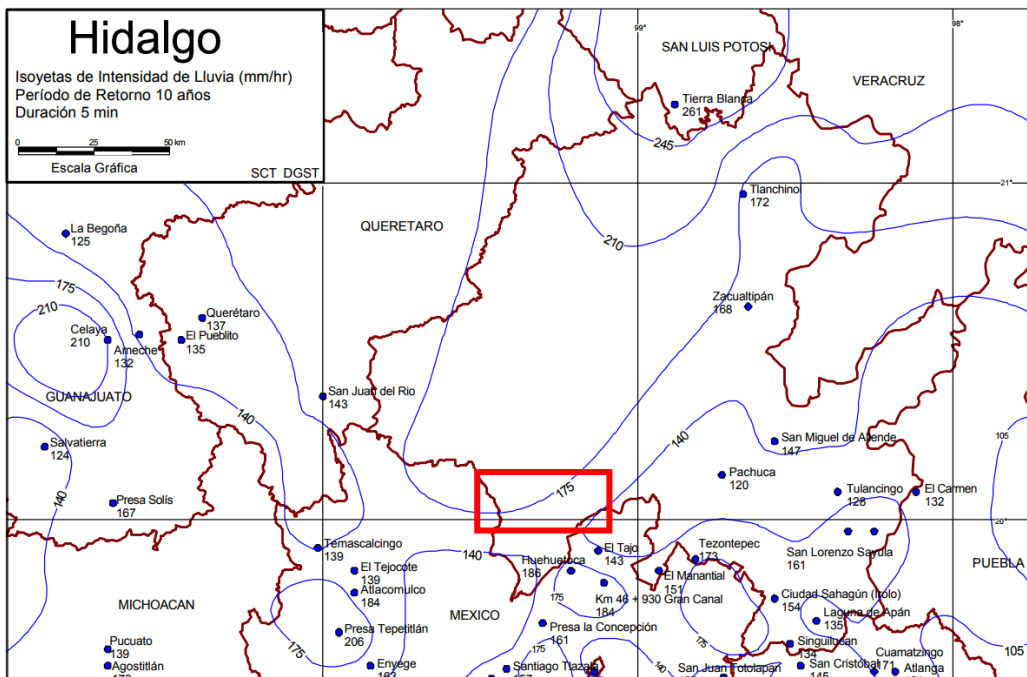 Hidalgo
Isoyetas de Intensidad de Lluvia (mm/hr)
Período de Retorno 10 años
Duración 5 min
0 25 50 km
Escala Gráfica
SCT DGST
99°
98°
SAN LUIS POTOSI
VERACRUZ
Tierra Blanca
261
245
21°
Tlanchino
172
QUERETARO
210
La Begoña
125
175
210
Zacualtipán
168
Querétaro
137
Celaya
210
El Pueblito
135
Ameche
132
GUANAJUATO
San Juan del Rio
143
140
140
105
Salvatierra
124
San Miguel de Allende
147
Pachuca
120
140
175
Presa Solís
167
Tulancingo
128
El Carmen
132
20°
Temascalcingo
139
140
El Tajo
143
Tezontepec
173
San Lorenzo Sayula
161
PUEBLA
El Tejocote
139
Huehuetoca
186
El Manantial
151
Atlacomulco
184
175
Km 46 + 930 Gran Canal
184
Ciudad Sahagún (Irolo)
154
MICHOACAN
MEXICO
Laguna de Apán
135
Presa Tepetitlán
206
Presa la Concepción
161
175
Singuilucan
134
175
175
140
105
Pucuato
139
Agostitlán
Enyege
163
Santiago Tlazala
San Juan Totolapan
San Cristóbal
145
Cuamatzingo
171
Atlanga